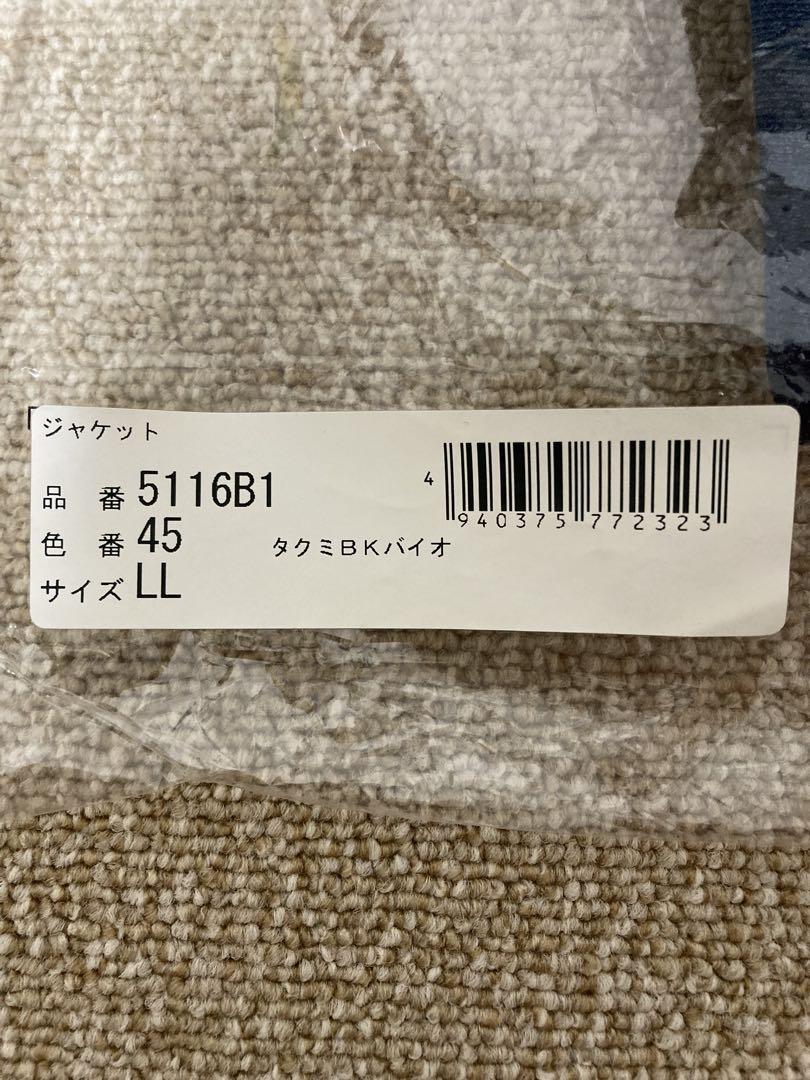 ジャケット
品 番 5116B1
色 番 45 タクミBKバイオ
サイズ LL
4 940375 772323